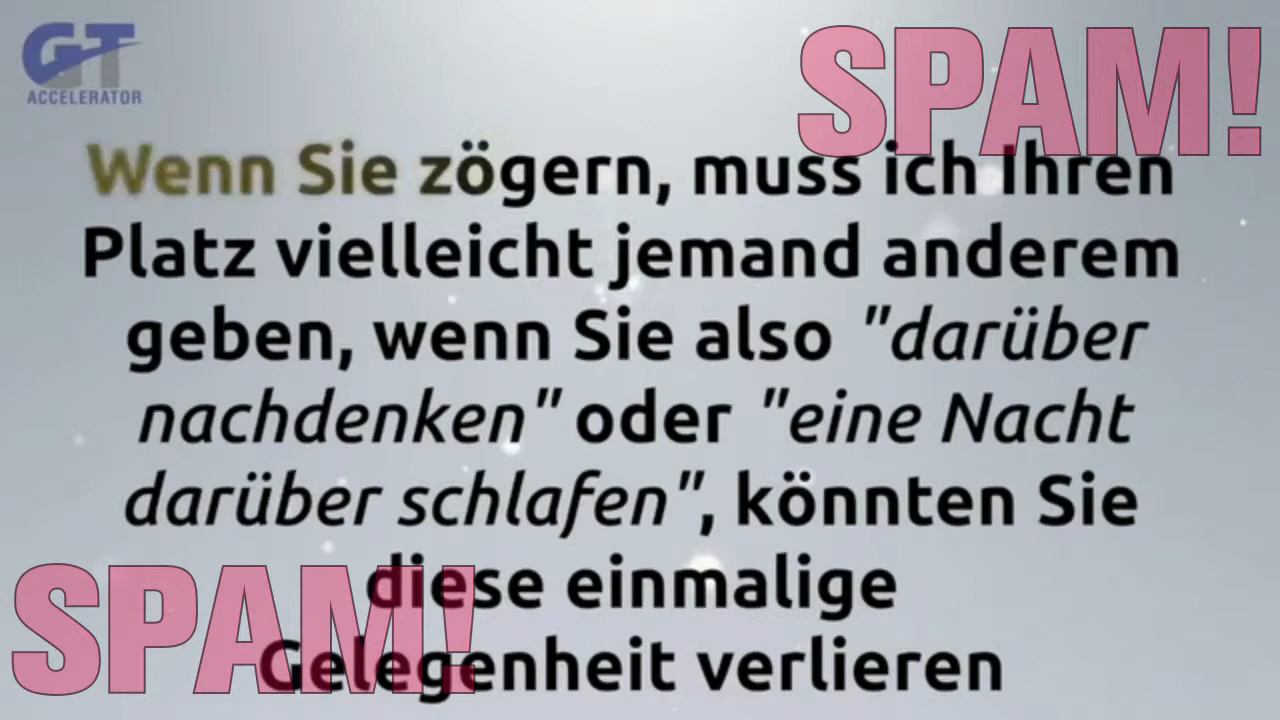 GT
ACCELERATOR
SPAM!
Wenn Sie zögern, muss ich Ihren
Platz vielleicht jemand anderem
geben, wenn Sie also "darüber
nachdenken" oder "eine Nacht
darüber schlafen", könnten Sie
diese einmalige
Gelegenheit verlieren
SPAM!